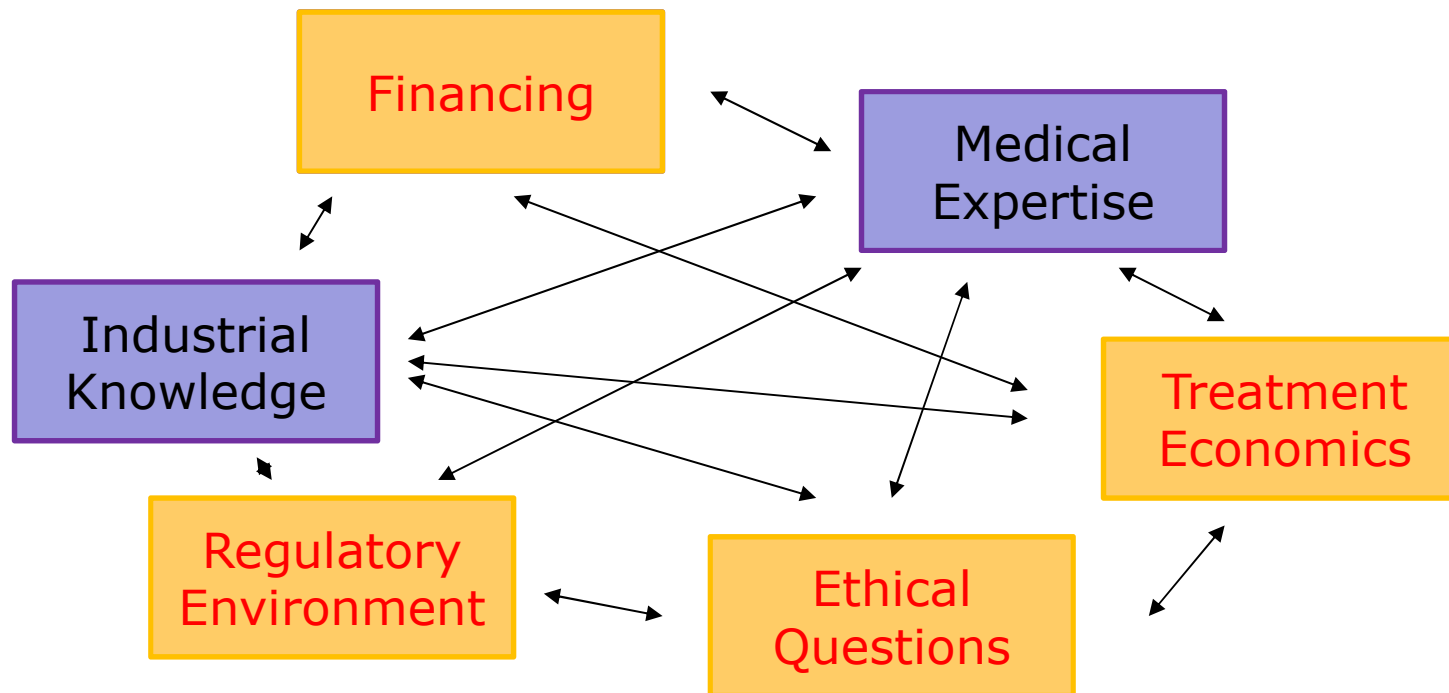 Financing
Medical
Expertise
Industrial
Knowledge
Treatment
Economics
Regulatory
Environment
Ethical
Questions